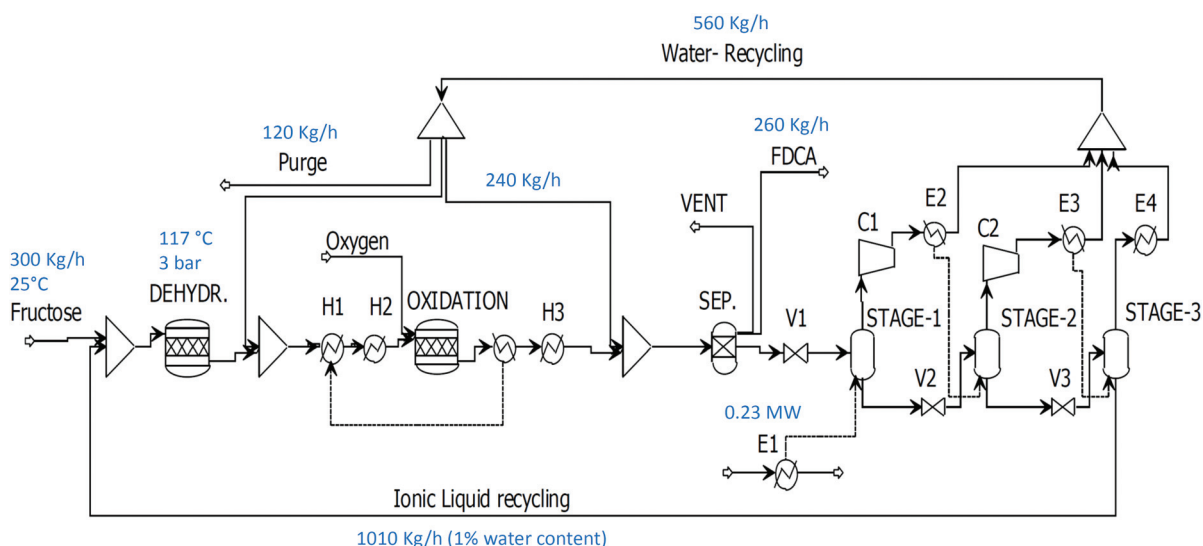 560 Kg/h
Water- Recycling
120 Kg/h
Purge
240 Kg/h
260 Kg/h
FDCA
VENT
C1
E2
C2
E3
E4
300 Kg/h
25°C
Fructose
117 °C
3 bar
DEHYDR.
Oxygen
H1
H2
OXIDATION
H3
SEP.
V1
STAGE-1
V2
STAGE-2
V3
STAGE-3
0.23 MW
E1
Ionic Liquid recycling
1010 Kg/h (1% water content)